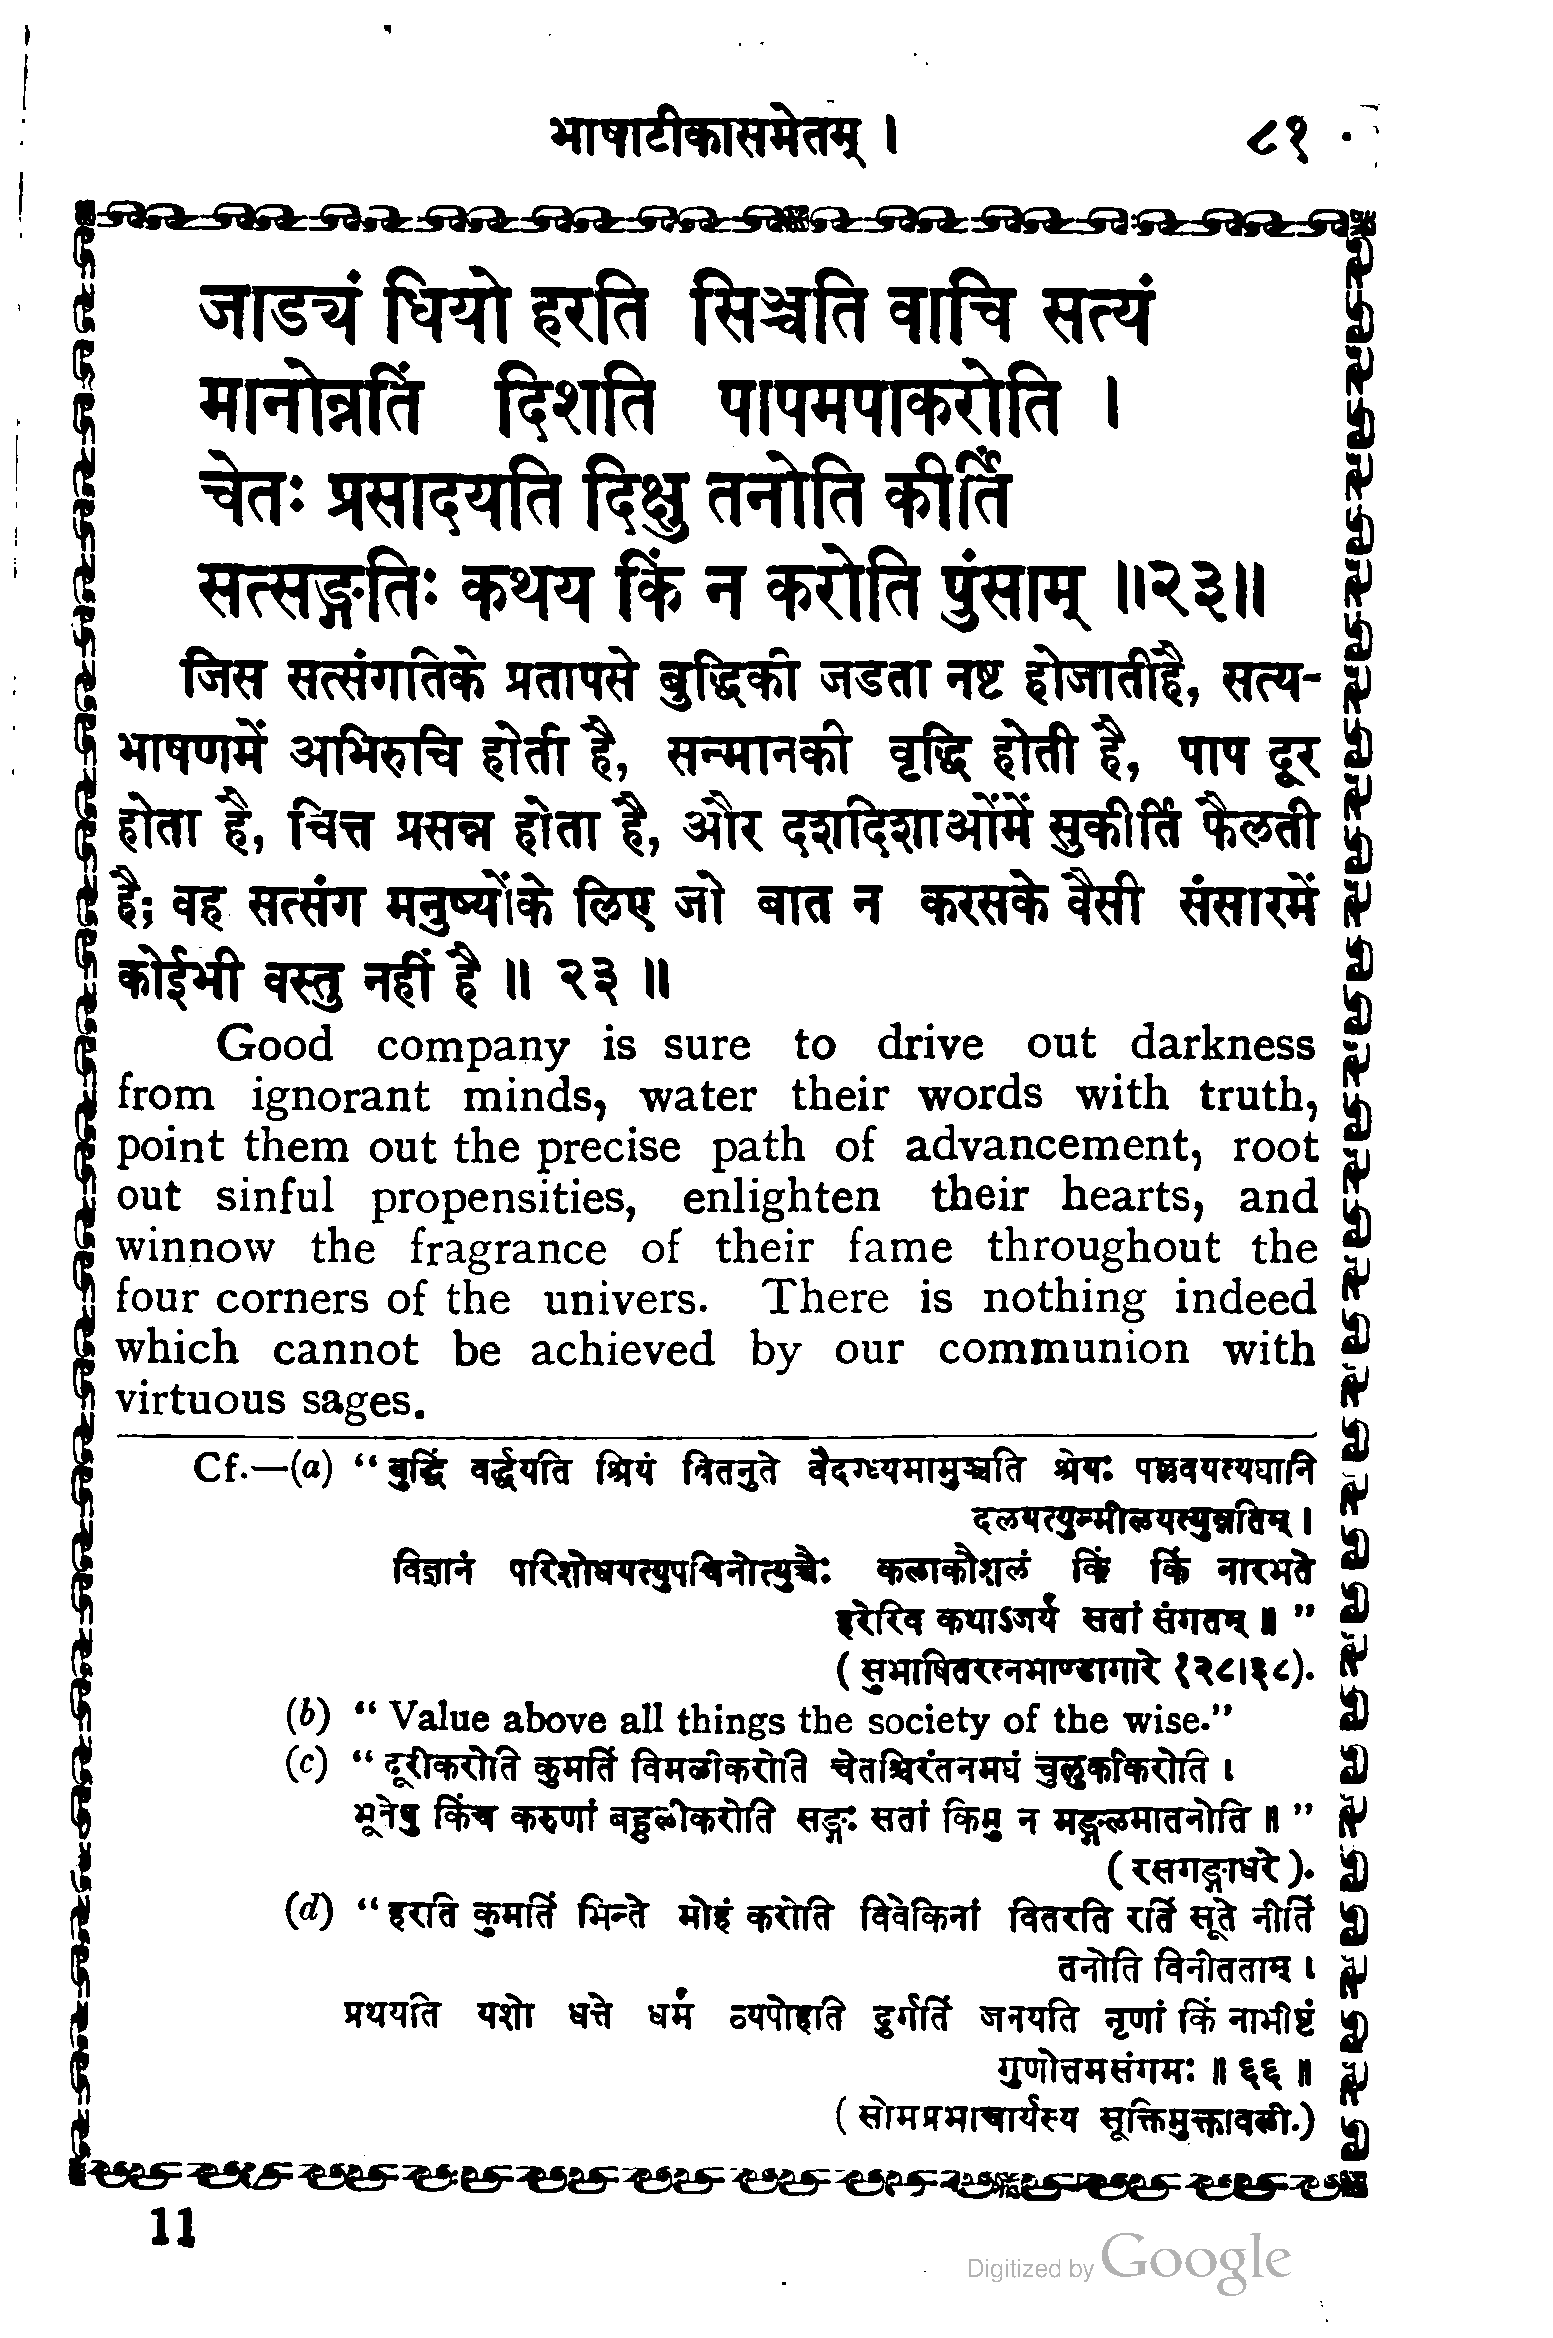 भाषाटीकासमेतम् । ८१
जाड्यं धियो हरति सिञ्चति वाचि सत्यं
मानोन्नतिं दिशति पापमपाकरोति ।
चेतः प्रसादयति दिक्षु तनोति कीर्तिं
सत्सङ्गतिः कथय किं न करोति पुंसाम् ॥२३॥
जिस सत्संगतिके प्रतापसे बुद्धिकी जडता नष्ट होजातीहै, सत्य-
भाषणमें अभिरुचि होती है, सन्मानकी वृद्धि होती है, पाप दूर
होता है, चित्त प्रसन्न होता है, और दशदिशाओंमें सुकीर्ति फैलती
है; वह सत्संग मनुष्योंके लिए जो बात न करसके वैसी संसारमें
कोईभी वस्तु नहीं है ॥ २३ ॥
Good company is sure to drive out darkness
from ignorant minds, water their words with truth,
point them out the precise path of advancement, root
out sinful propensities, enlighten their hearts, and
winnow the fragrance of their fame throughout the
four corners of the univers. There is nothing indeed
which cannot be achieved by our communion with
virtuous sages.
Cf.—(a) “ बुद्धिं वर्द्धयति श्रियं वितनुते वैदग्ध्यमामुञ्चति श्रेयः पल्लवयत्यघानि
दलयत्युन्मीलयत्युन्नतिम् ।
विज्ञानं परिशोधयत्युपचिनोत्युच्चैः कलाकौशलं किं किं नारभते
हरेरिव कथाऽजर्यं सतां संगतम् ॥ ”
( सुभाषितरत्नभाण्डागारे १२८।३८).
(b) “ Value above all things the society of the wise.”
(c) “ दूरीकरोति कुमतिं विमळीकरोति चेतश्चिरंतनमघं चुलुकीकरोति ।
भूतेषु किंच करुणां बहुळीकरोति सङ्गः सतां किमु न मङ्गलमातनोति ॥ ”
( रसगङ्गाधरे ).
(d) “ हरति कुमतिं भिन्ते मोहं करोति विवेकिनां वितरति रतिं सूते नीतिं
तनोति विनीतताम् ।
प्रथयति यशो धत्ते धर्मं व्यपोहति दुर्गतिं जनयति नृणां किं नाभीष्टं
गुणोत्तमसंगमः ॥ ६६ ॥
( सोमप्रभाचार्यस्य सूक्तिमुक्तावळी.)
11
Digitized by Google